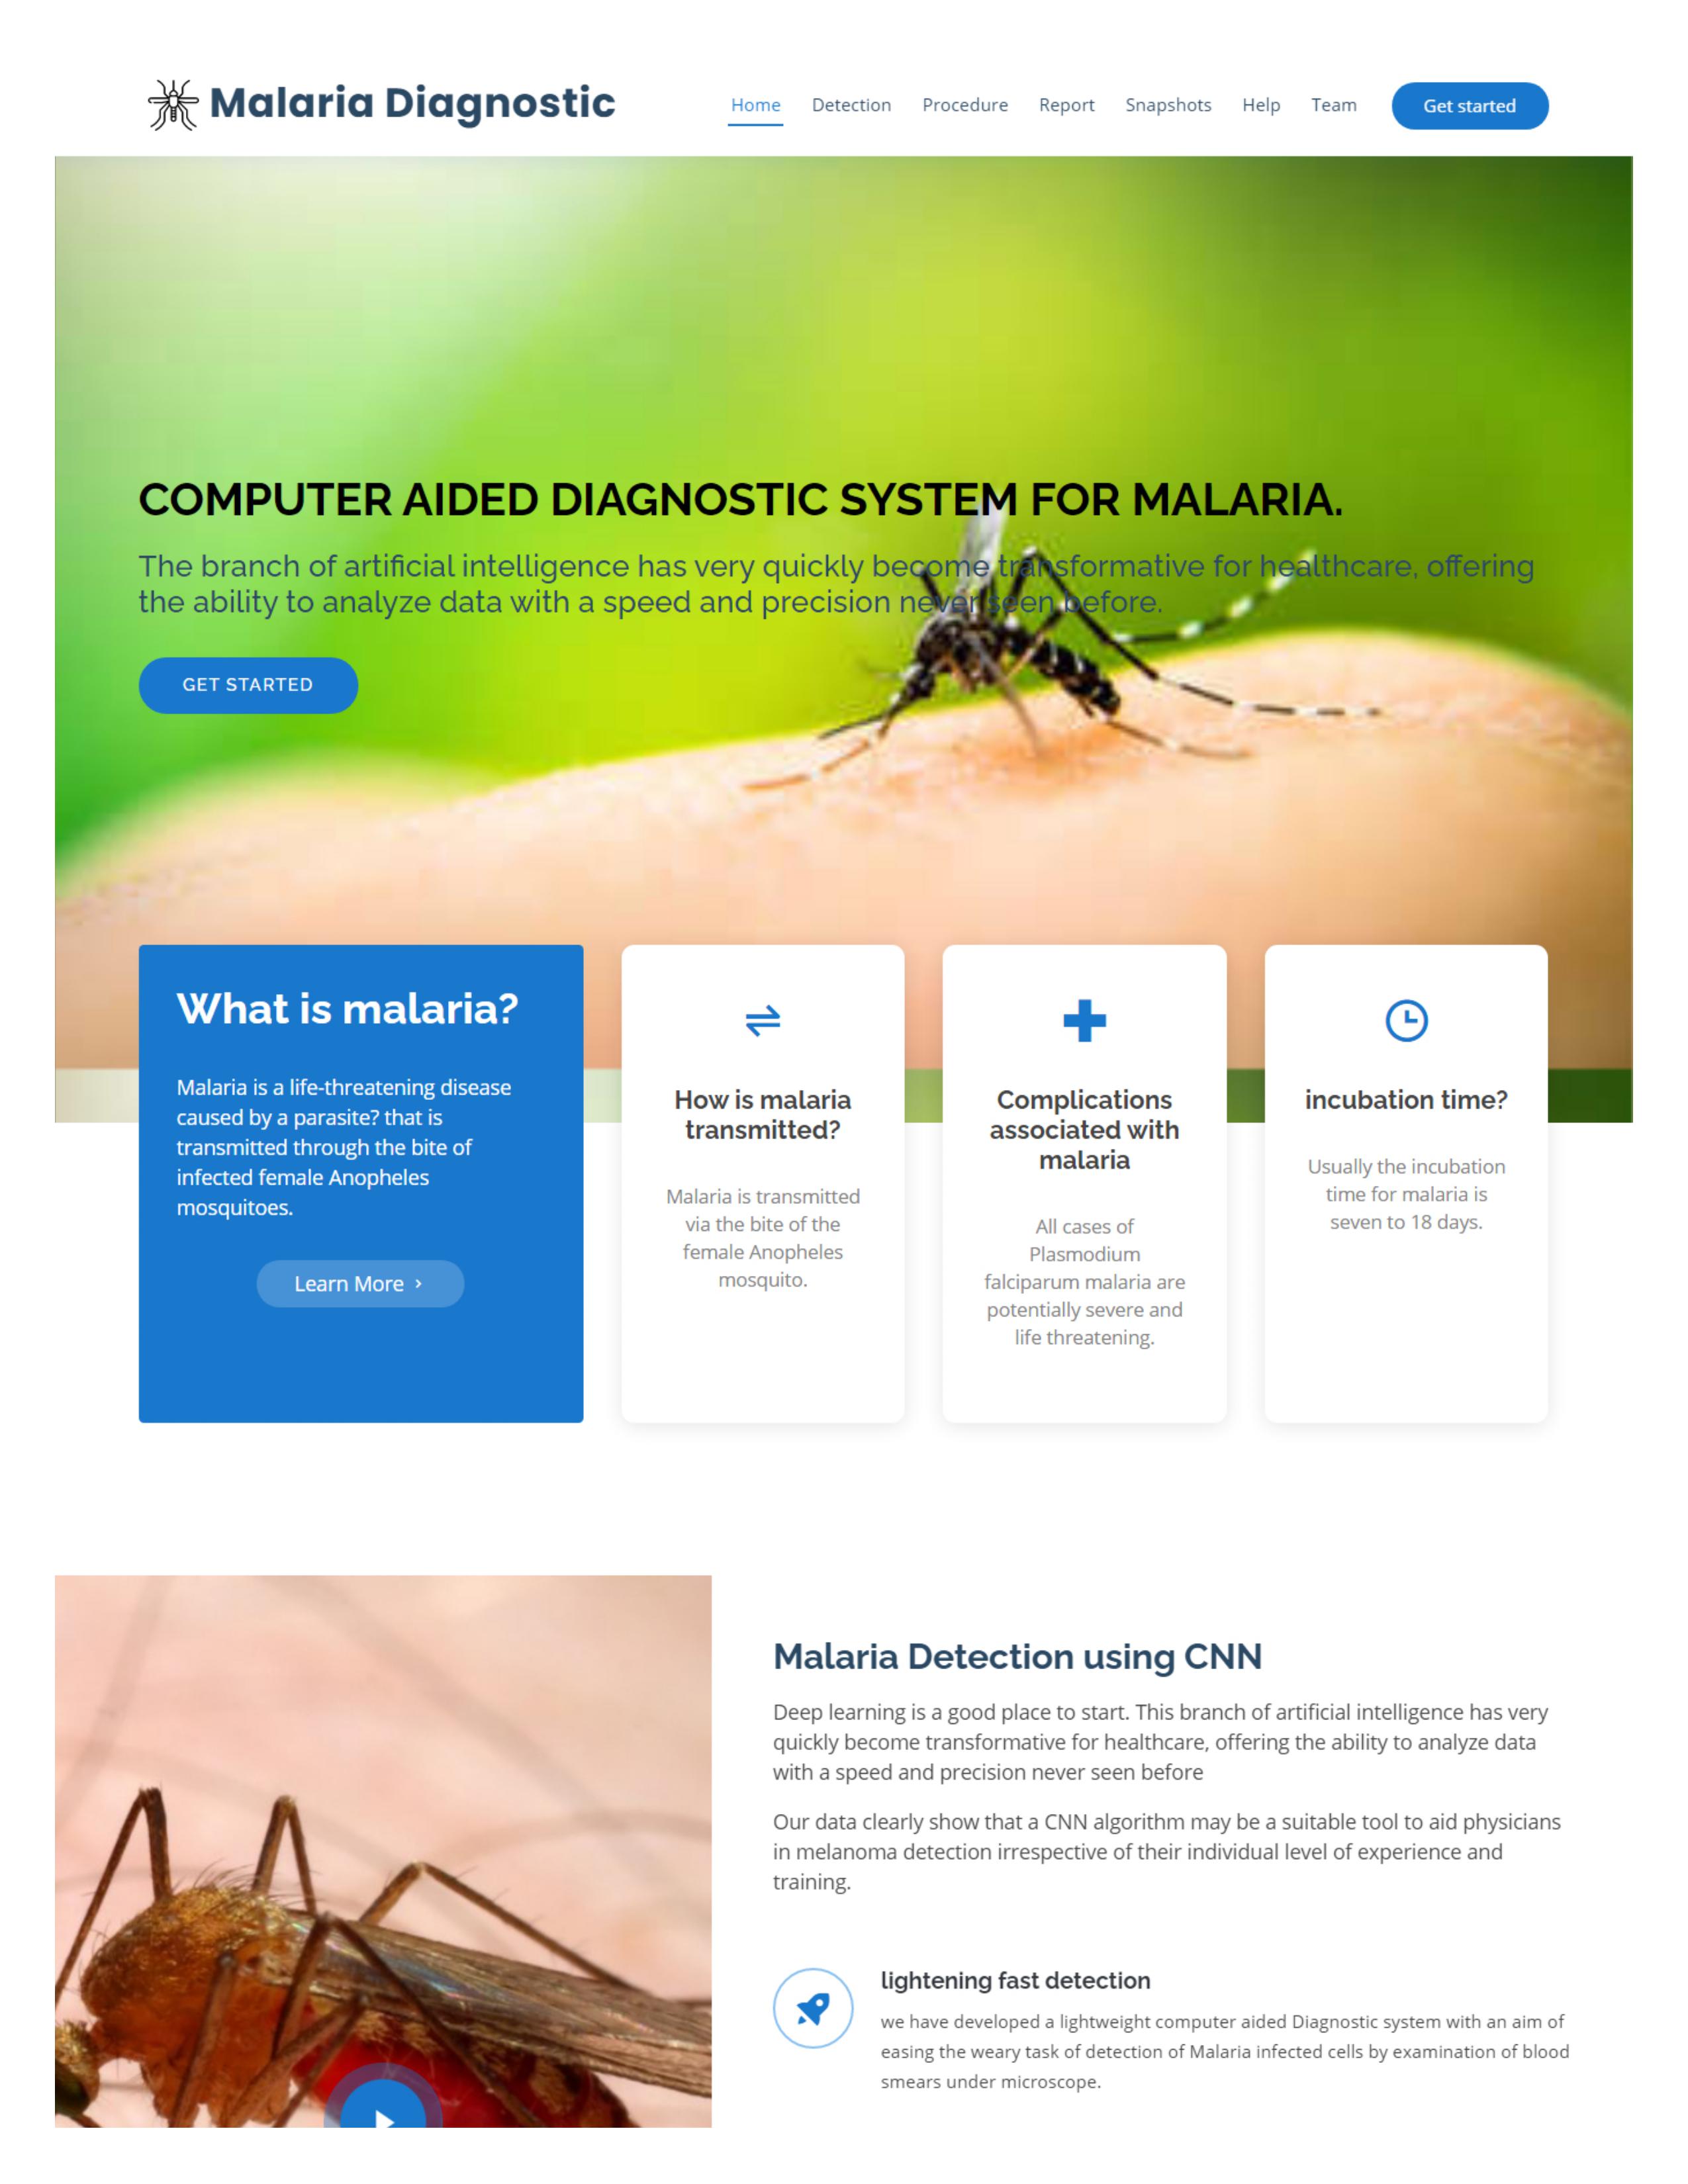 Malaria Diagnostic
Home Detection Procedure Report Snapshots Help Team Get started
COMPUTER AIDED DIAGNOSTIC SYSTEM FOR MALARIA.
The branch of artificial intelligence has very quickly become transformative for healthcare, offering
the ability to analyze data with a speed and precision never seen before.
GET STARTED
What is malaria?
Malaria is a life-threatening disease
caused by a parasite? that is
transmitted through the bite of
infected female Anopheles
mosquitoes.
Learn More ›
How is malaria
transmitted?
Malaria is transmitted
via the bite of the
female Anopheles
mosquito.
Complications
associated with
malaria
All cases of
Plasmodium
falciparum malaria are
potentially severe and
life threatening.
incubation time?
Usually the incubation
time for malaria is
seven to 18 days.
Malaria Detection using CNN
Deep learning is a good place to start. This branch of artificial intelligence has very
quickly become transformative for healthcare, offering the ability to analyze data
with a speed and precision never seen before
Our data clearly show that a CNN algorithm may be a suitable tool to aid physicians
in melanoma detection irrespective of their individual level of experience and
training.
lightening fast detection
we have developed a lightweight computer aided Diagnostic system with an aim of
easing the weary task of detection of Malaria infected cells by examination of blood
smears under microscope.